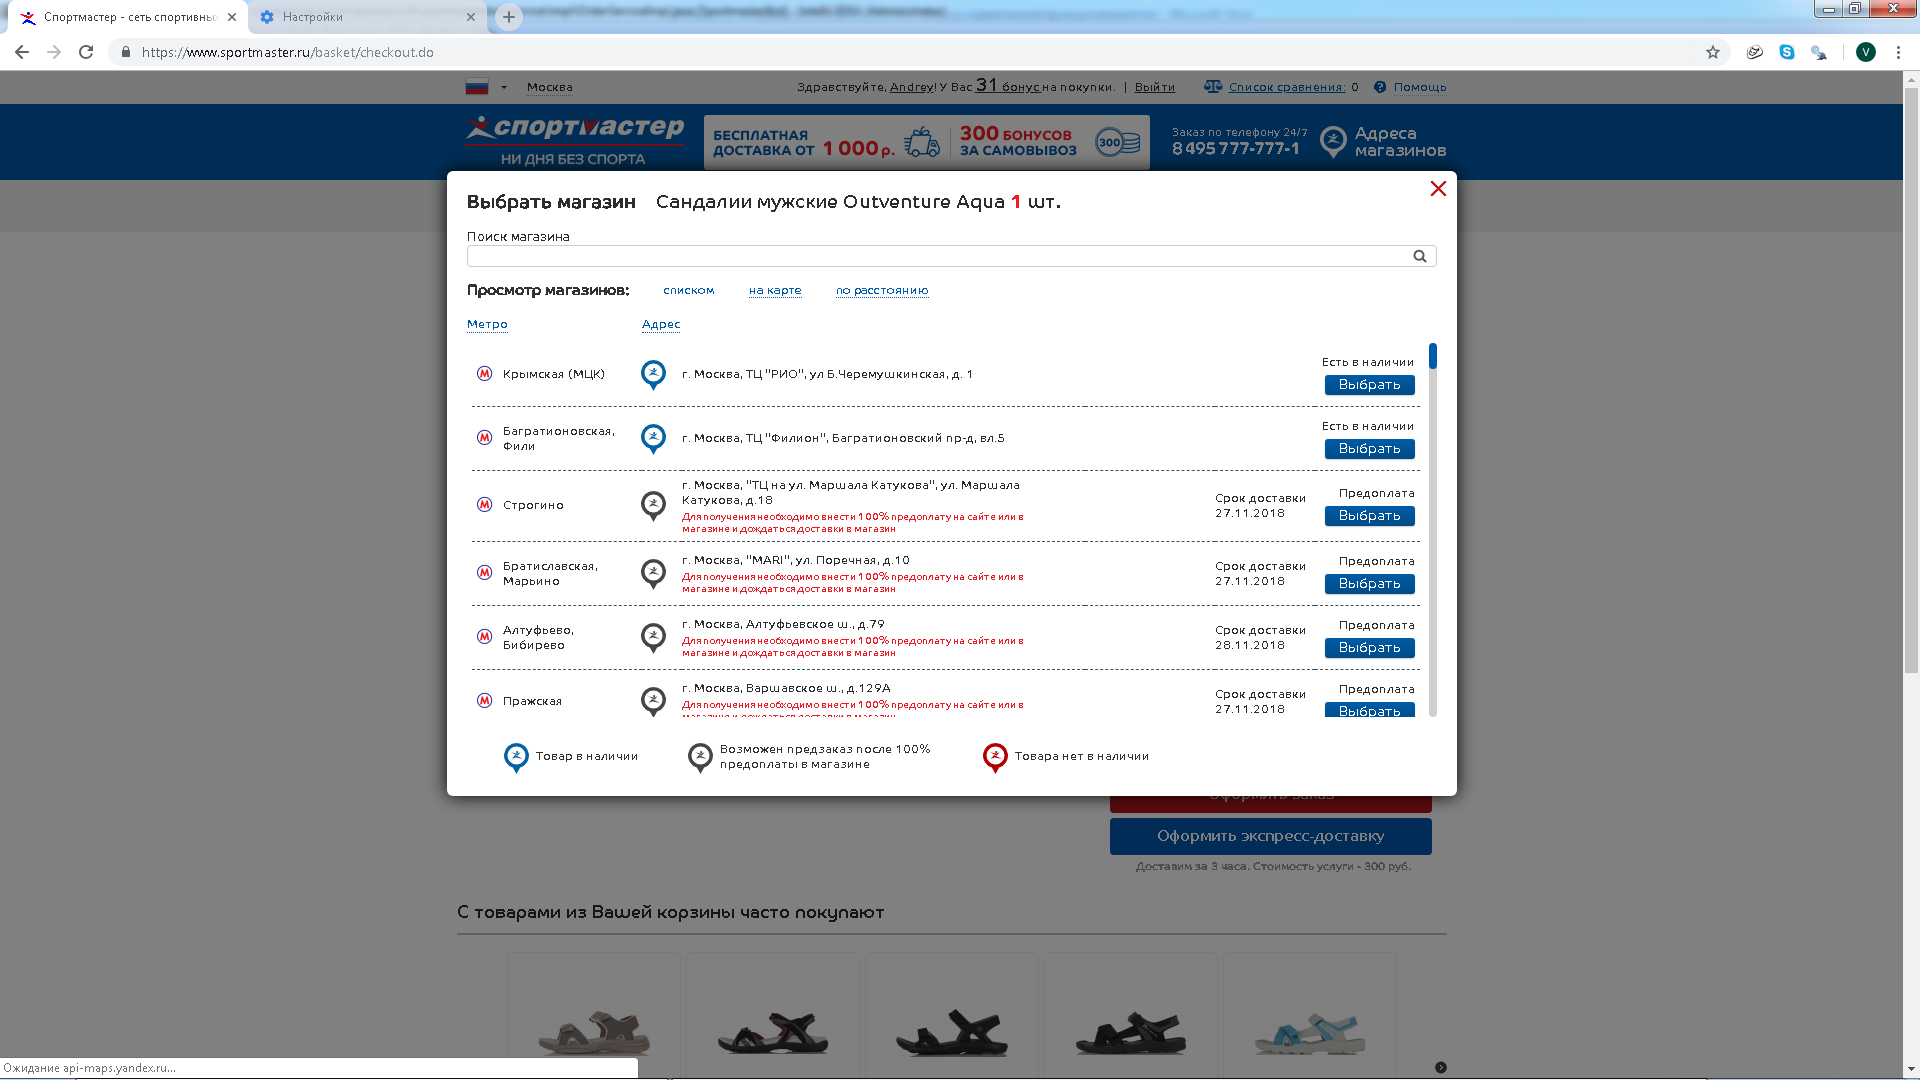 Спортмастер - сеть спортивны
Настройки
https://www.sportmaster.ru/basket/checkout.do
V
Москва
Здравствуйте, Andrey! У Вас 31 бонус на покупки. | Выйти
Список сравнения: 0
Помощь
спортмастер
НИ ДНЯ БЕЗ СПОРТА
БЕСПЛАТНАЯ
ДОСТАВКА ОТ 1 000 р.
300 БОНУСОВ
ЗА САМОВЫВОЗ
300
Заказ по телефону 24/7
8 495 777-777-1
Адреса
магазинов
Выбрать магазин
Сандалии мужские Outventure Aqua 1 шт.
Поиск магазина
Просмотр магазинов:
списком
на карте
по расстоянию
Метро
Адрес
Крымская (МЦК)
г. Москва, ТЦ "РИО", ул Б.Черемушкинская, д. 1
Есть в наличии
Выбрать
Багратионовская,
Фили
г. Москва, ТЦ "Филион", Багратионовский пр-д, вл.5
Есть в наличии
Выбрать
Строгино
г. Москва, "ТЦ на ул. Маршала Катукова", ул. Маршала
Катукова, д.18
Для получения необходимо внести 100% предоплату на сайте или в
магазине и дождаться доставки в магазин
Срок доставки
27.11.2018
Предоплата
Выбрать
Братиславская,
Марьино
г. Москва, "MARI", ул. Поречная, д.10
Для получения необходимо внести 100% предоплату на сайте или в
магазине и дождаться доставки в магазин
Срок доставки
27.11.2018
Предоплата
Выбрать
Алтуфьево,
Бибирево
г. Москва, Алтуфьевское ш., д.79
Для получения необходимо внести 100% предоплату на сайте или в
магазине и дождаться доставки в магазин
Срок доставки
28.11.2018
Предоплата
Выбрать
Пражская
г. Москва, Варшавское ш., д.129А
Для получения необходимо внести 100% предоплату на сайте или в
магазине и дождаться доставки в магазин
Срок доставки
27.11.2018
Предоплата
Выбрать
Товар в наличии
Возможен предзаказ после 100%
предоплаты в магазине
Товара нет в наличии
Оформить заказ
Оформить экспресс-доставку
Доставим за 3 часа. Стоимость услуги - 300 руб.
С товарами из Вашей корзины часто покупают
Ожидание api-maps.yandex.ru...